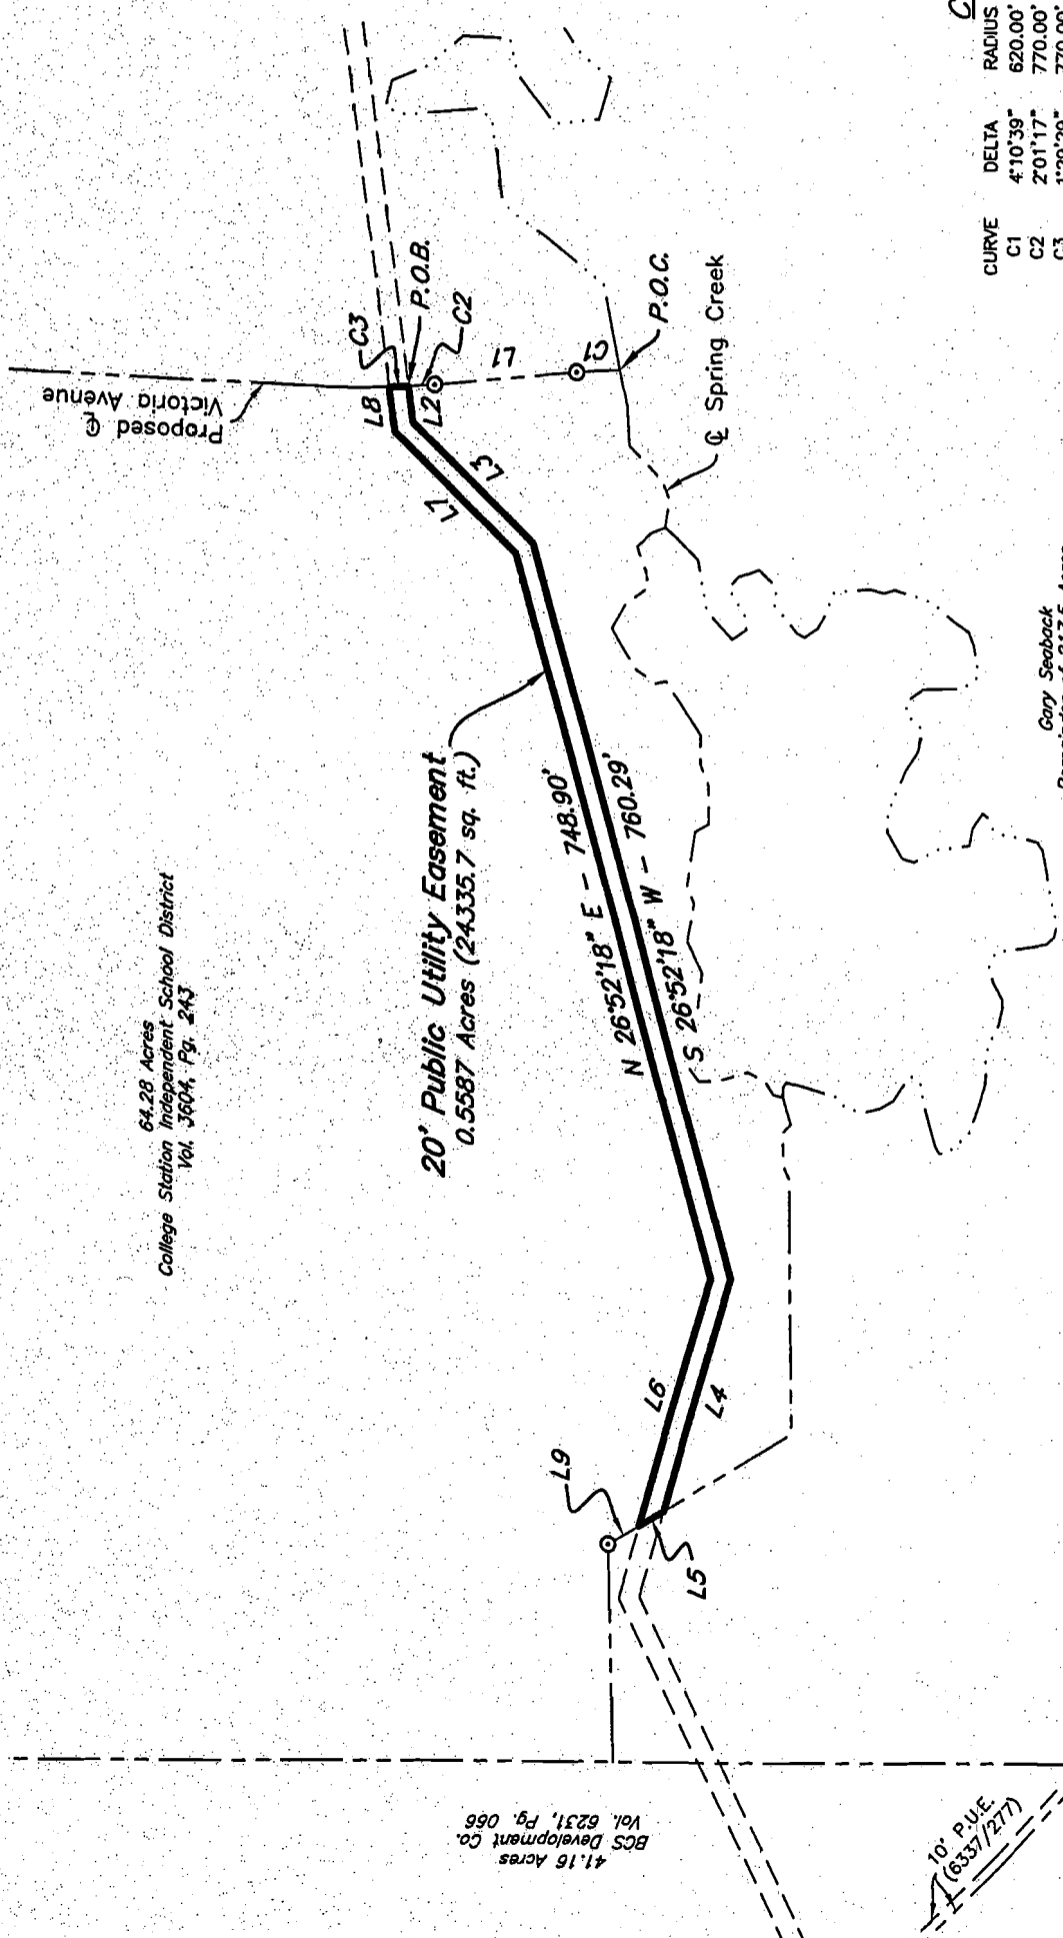 64.28 Acres
College Station Independent School District
Vol. 3604, Pg. 243
Proposed ℄
Victoria Avenue
20' Public Utility Easement
0.5587 Acres (24335.7 sq. ft.)
N 26°52'18" E - 748.90'
S 26°52'18" W - 760.29'
L8
C3
P.O.B.
L2
C2
L7
L3
L1
C1
P.O.C.
℄ Spring Creek
L9
L6
L4
L5
41.16 Acres
BCS Development Co.
Vol. 6231, Pg. 066
10' P.U.E.
(6337/277)
Gary Seaback
CURVE DELTA RADIUS
C1 4°10'39" 620.00'
C2 2°01'17" 770.00'
C3 770.00'